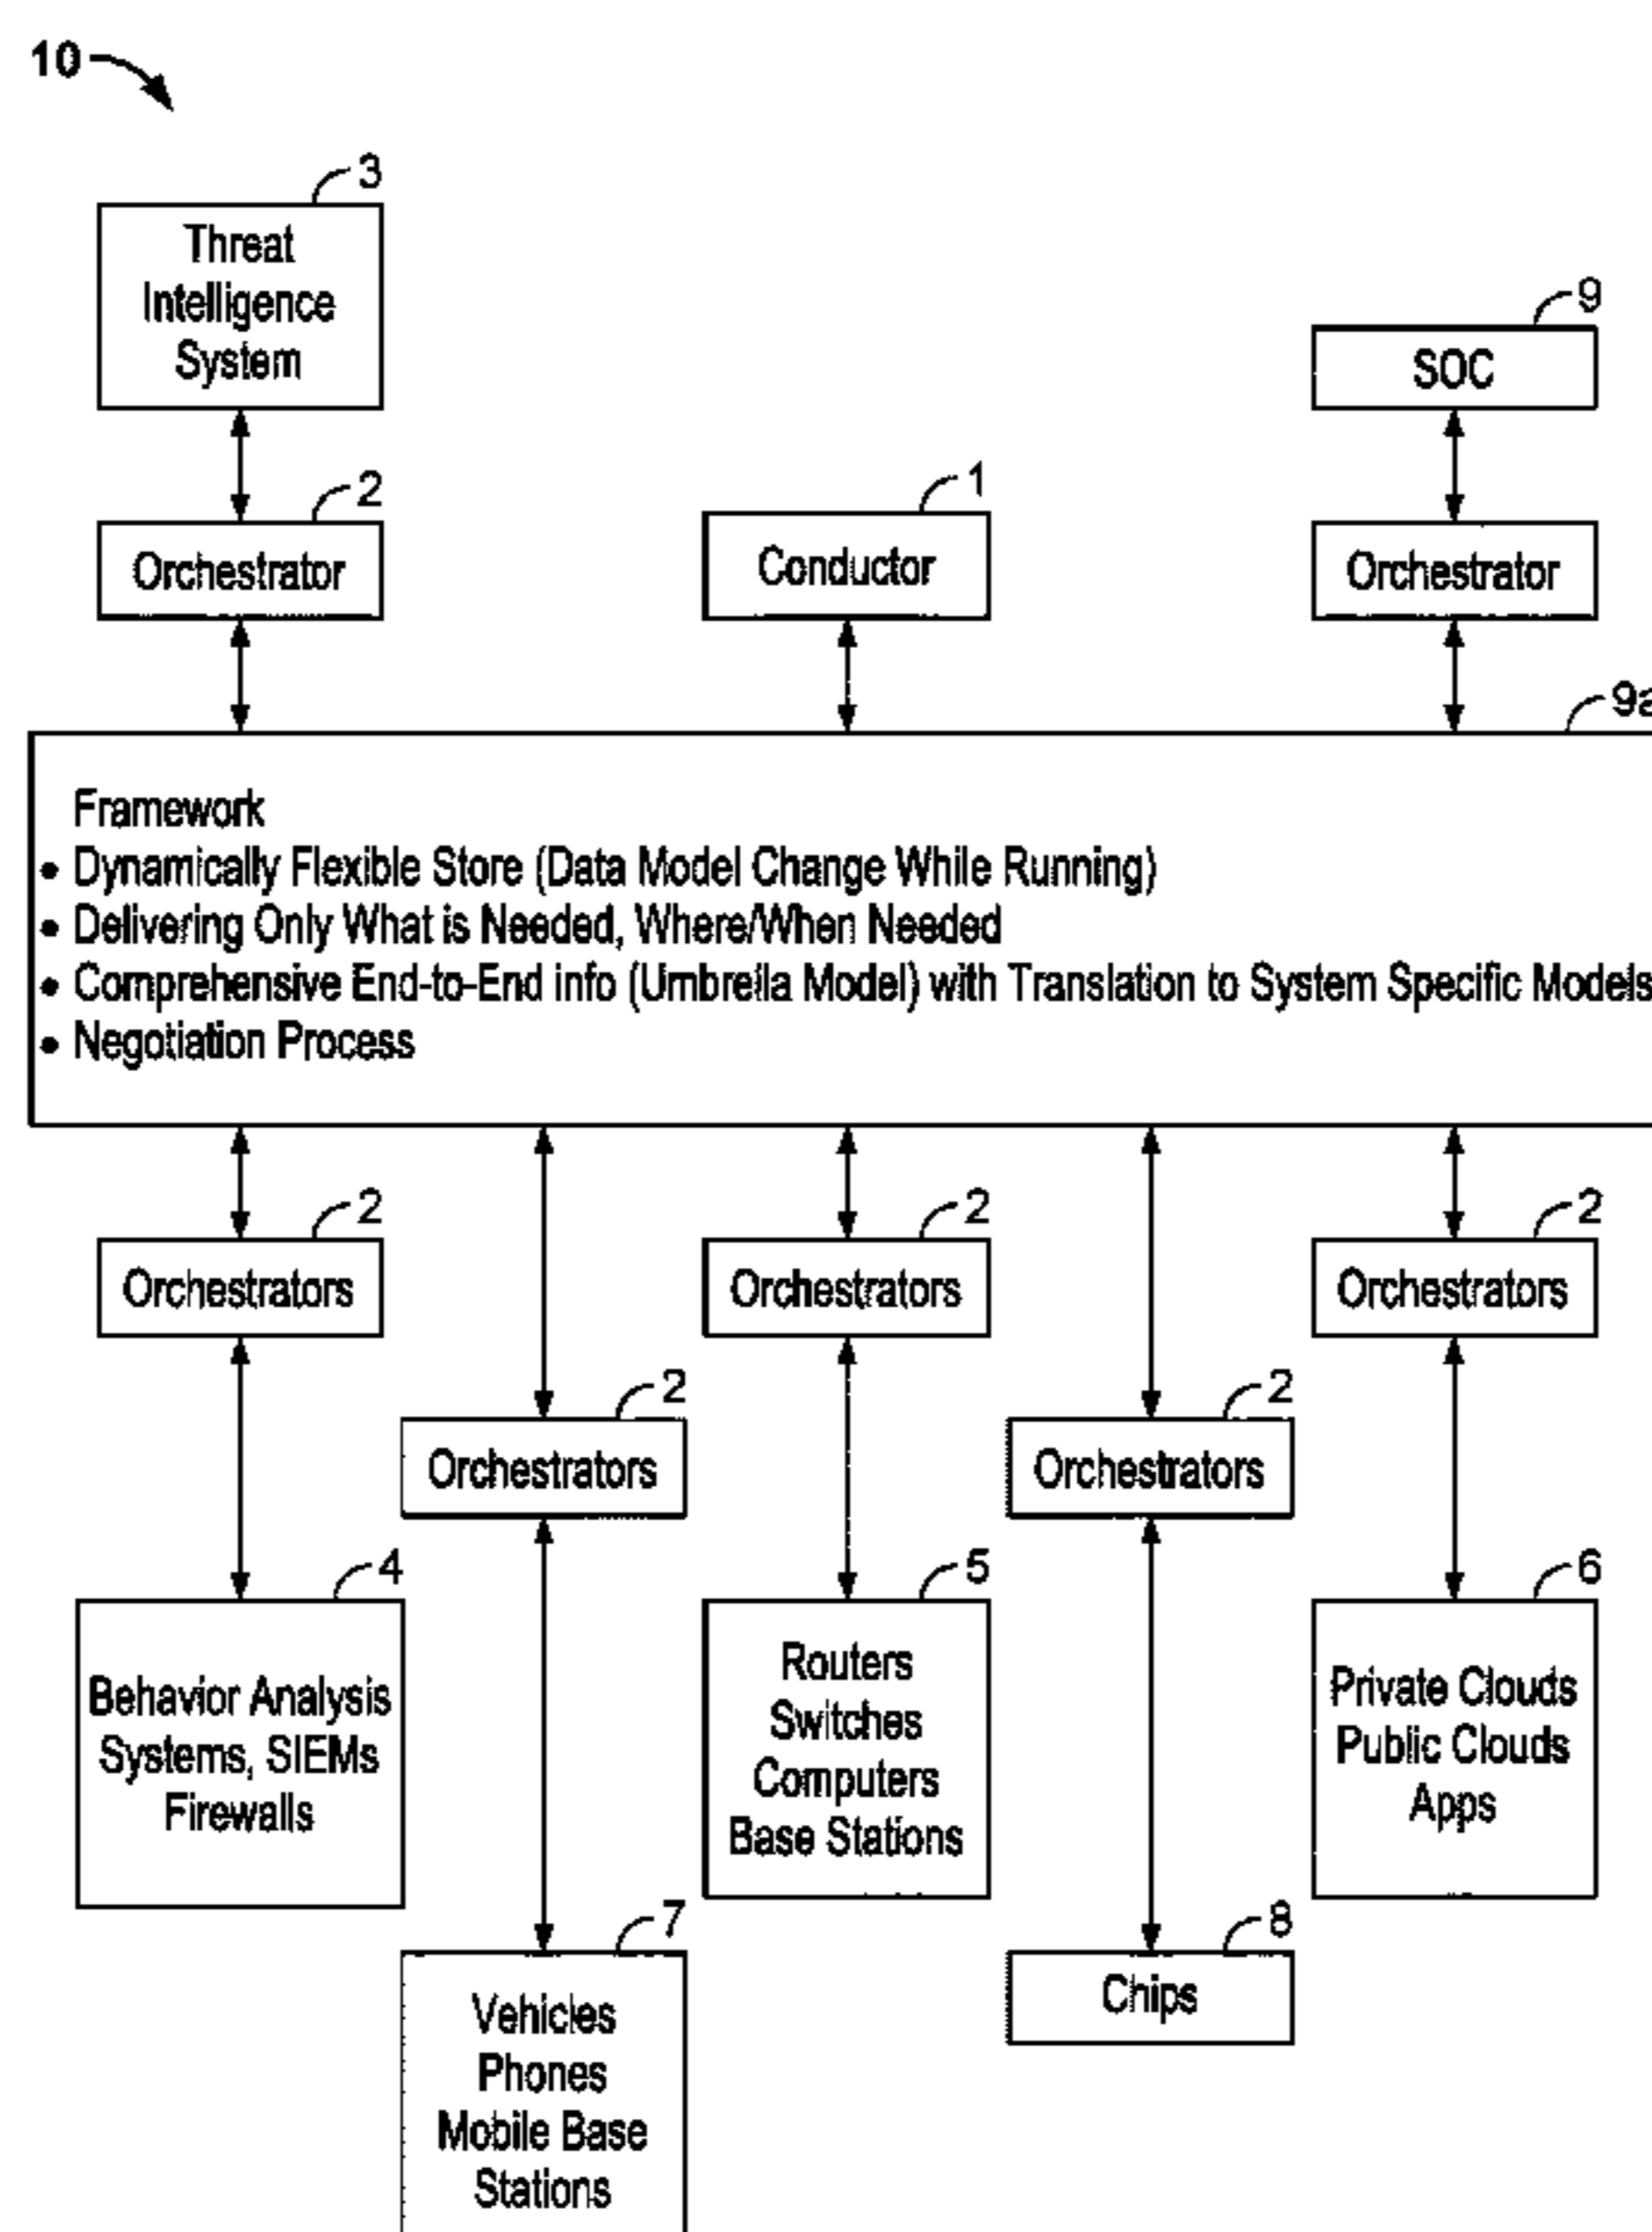 10
3
Threat
Intelligence
System
9
SOC
2
Orchestrator
1
Conductor
Orchestrator
9a
Framework
• Dynamically Flexible Store (Data Model Change While Running)
• Delivering Only What is Needed, Where/When Needed
• Comprehensive End-to-End info (Umbrella Model) with Translation to System Specific Models
• Negotiation Process
2
Orchestrators
2
Orchestrators
2
Orchestrators
2
Orchestrators
2
Orchestrators
4
Behavior Analysis
Systems, SIEMs
Firewalls
5
Routers
Switches
Computers
Base Stations
6
Private Clouds
Public Clouds
Apps
7
Vehicles
Phones
Mobile Base
Stations
8
Chips